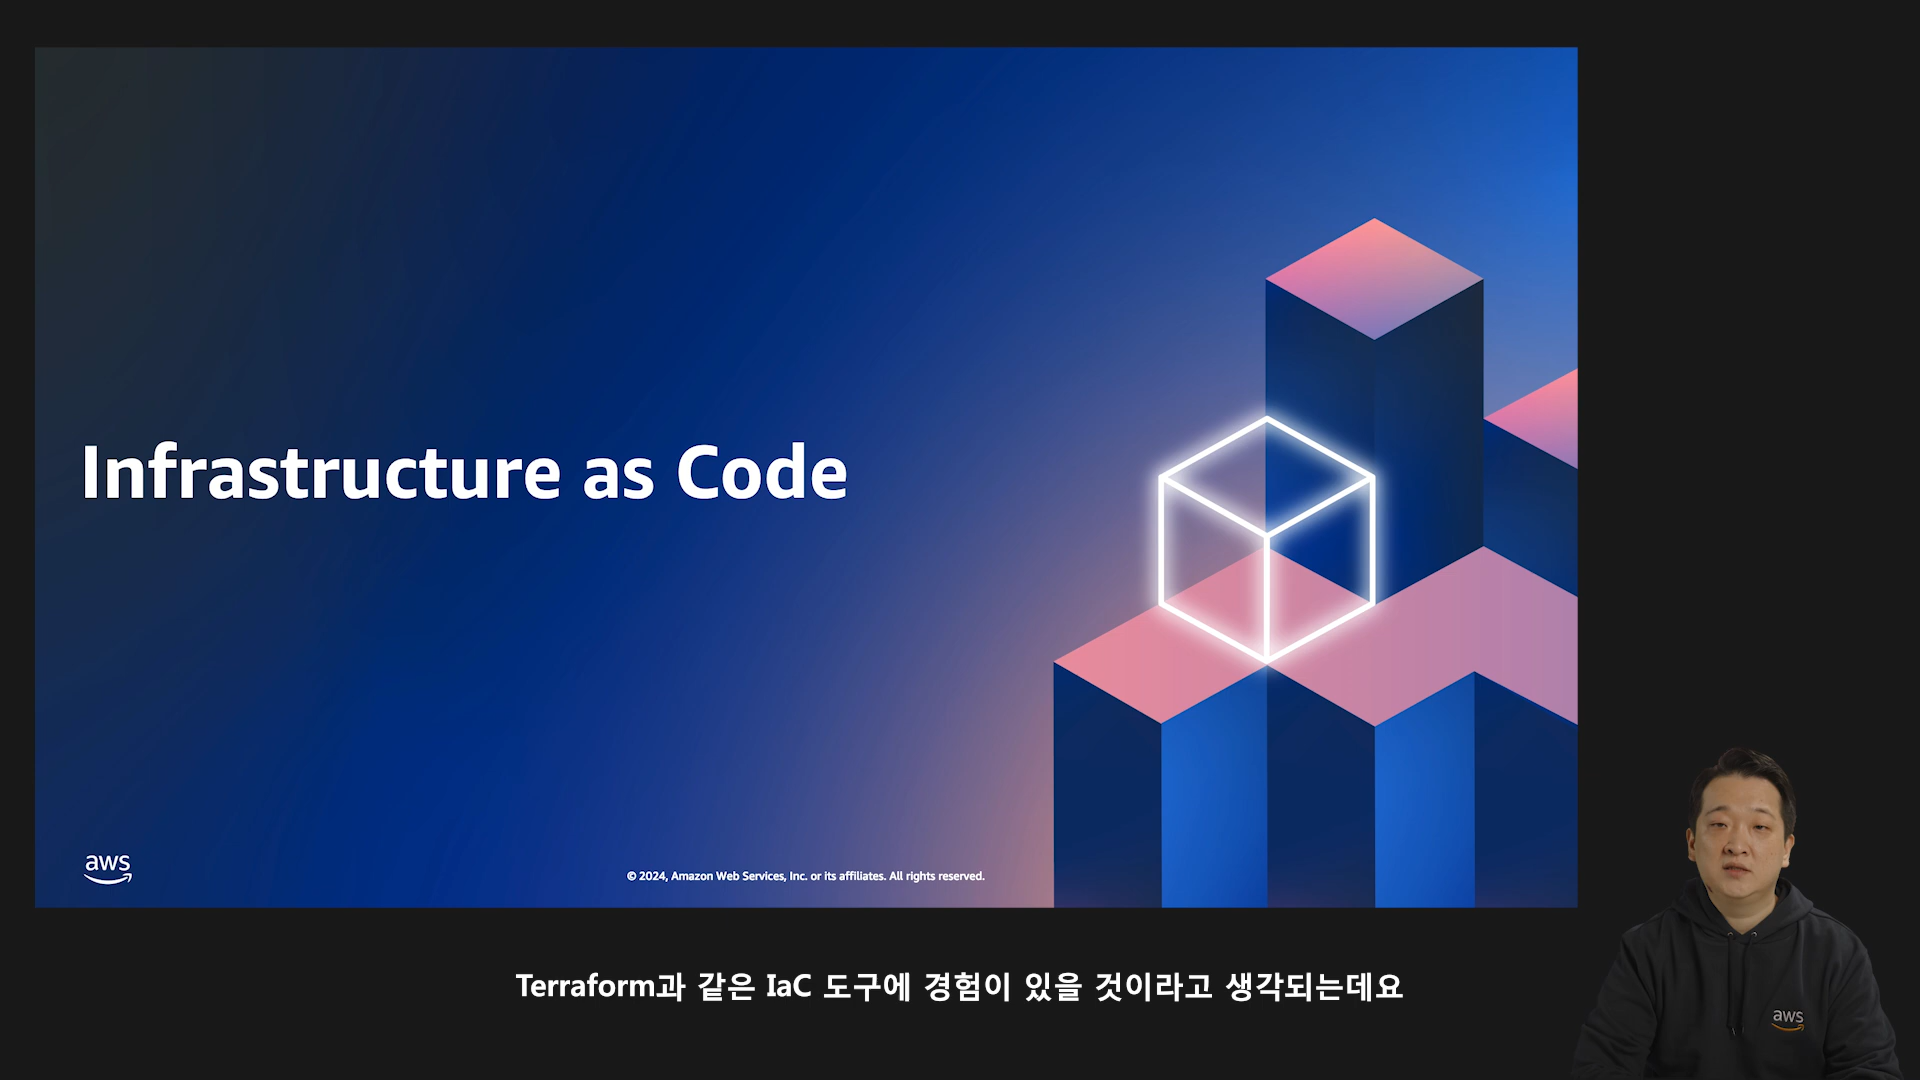 Infrastructure as Code
aws
© 2024, Amazon Web Services, Inc. or its affiliates. All rights reserved.
Terraform과 같은 IaC 도구에 경험이 있을 것이라고 생각되는데요
aws